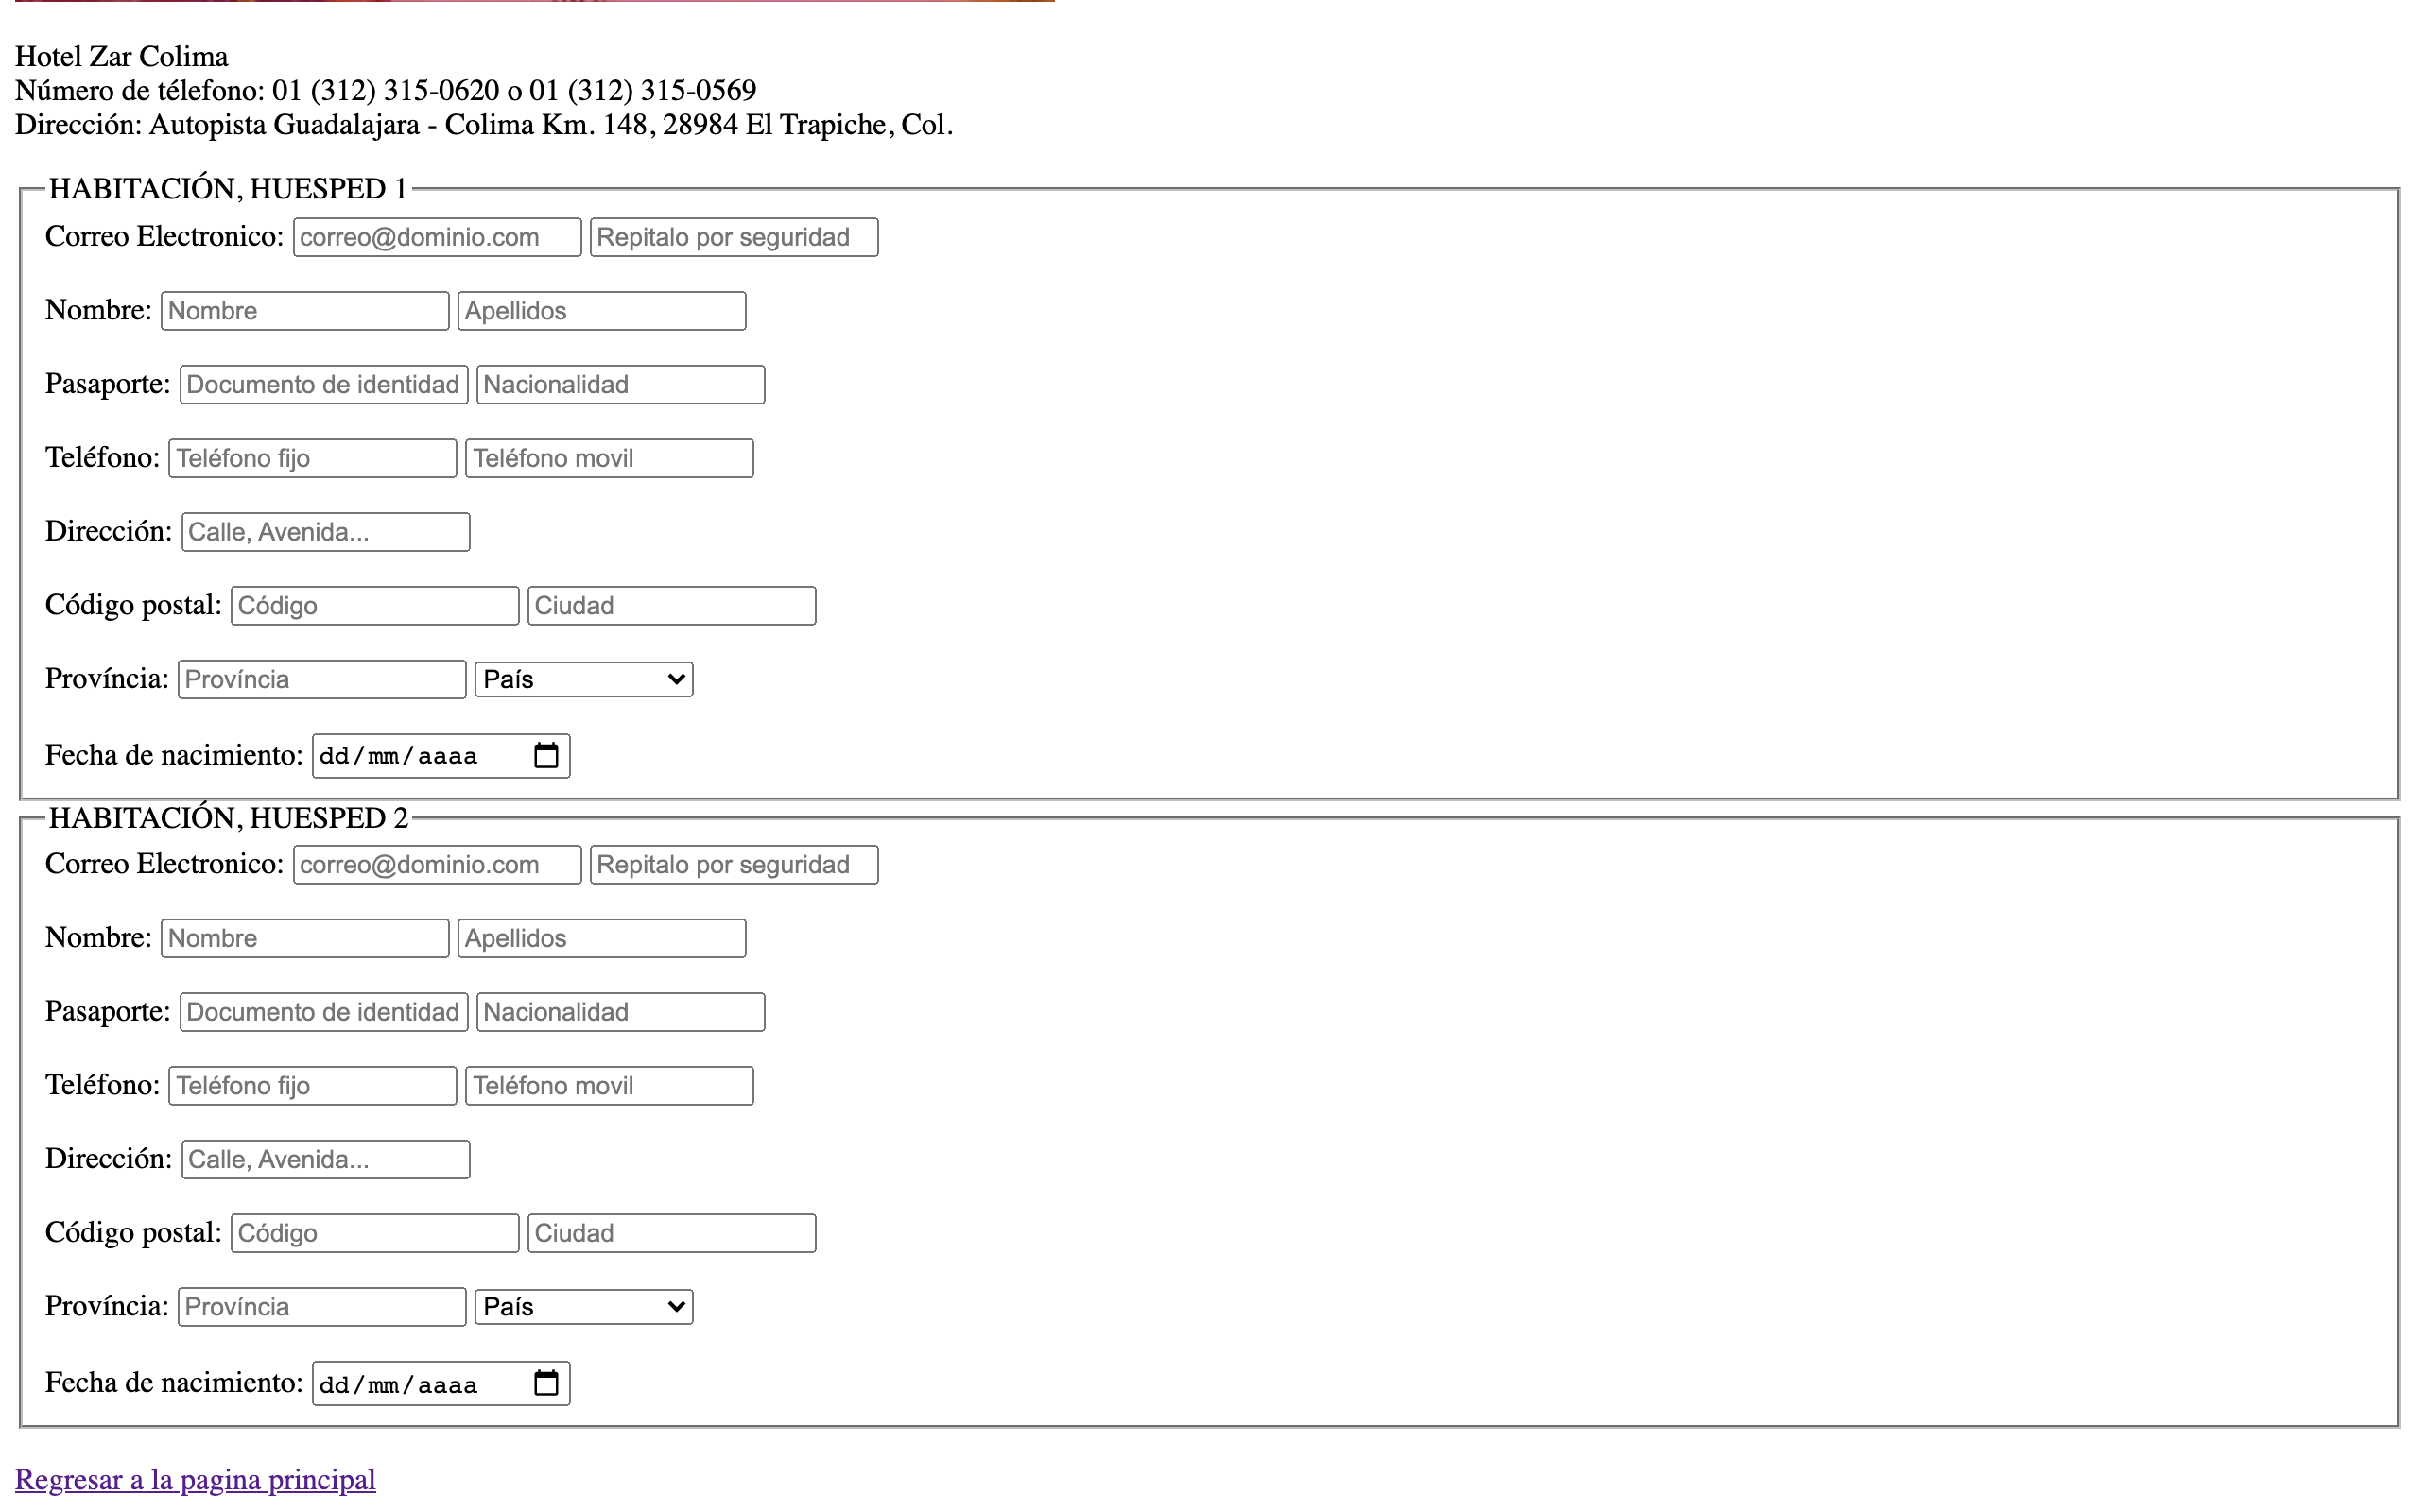 Hotel Zar Colima
Número de télefono: 01 (312) 315-0620 o 01 (312) 315-0569
Dirección: Autopista Guadalajara - Colima Km. 148, 28984 El Trapiche, Col.
HABITACIÓN, HUESPED 1
Correo Electronico: correo@dominio.com Repitalo por seguridad
Nombre: Nombre Apellidos
Pasaporte: Documento de identidad Nacionalidad
Teléfono: Teléfono fijo Teléfono movil
Dirección: Calle, Avenida...
Código postal: Código Ciudad
Província: Província País
Fecha de nacimiento: dd/mm/aaaa
HABITACIÓN, HUESPED 2
Correo Electronico: correo@dominio.com Repitalo por seguridad
Nombre: Nombre Apellidos
Pasaporte: Documento de identidad Nacionalidad
Teléfono: Teléfono fijo Teléfono movil
Dirección: Calle, Avenida...
Código postal: Código Ciudad
Província: Província País
Fecha de nacimiento: dd/mm/aaaa
Regresar a la pagina principal